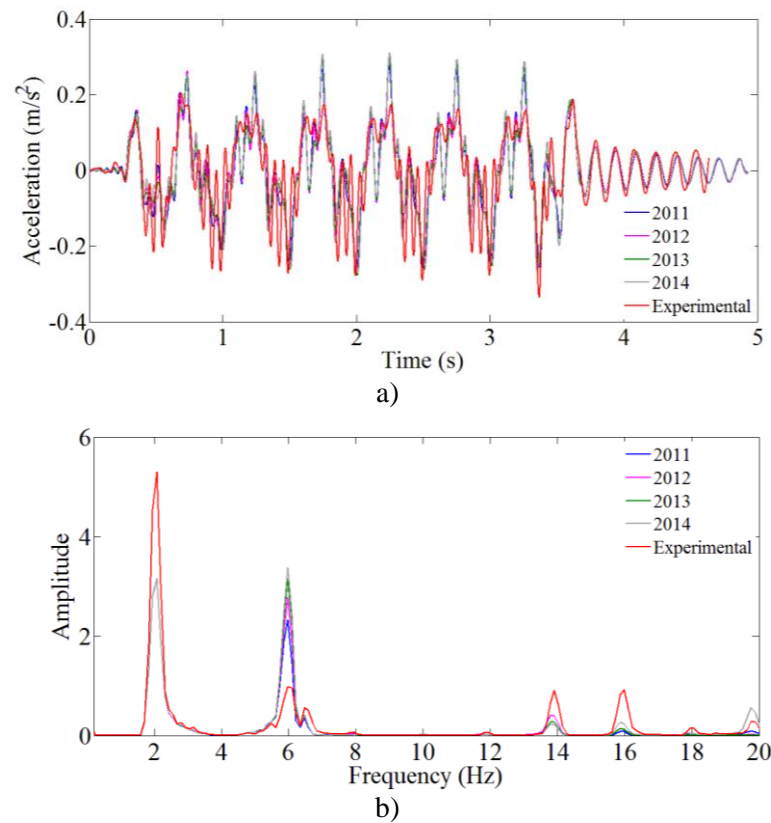 0.4
0.2
0
-0.2
-0.4
Acceleration (m/s²)
2011
2012
2013
2014
Experimental
0 1 2 3 4 5
Time (s)
a)
6
4
2
0
Amplitude
2011
2012
2013
2014
Experimental
2 4 6 8 10 12 14 16 18 20
Frequency (Hz)
b)